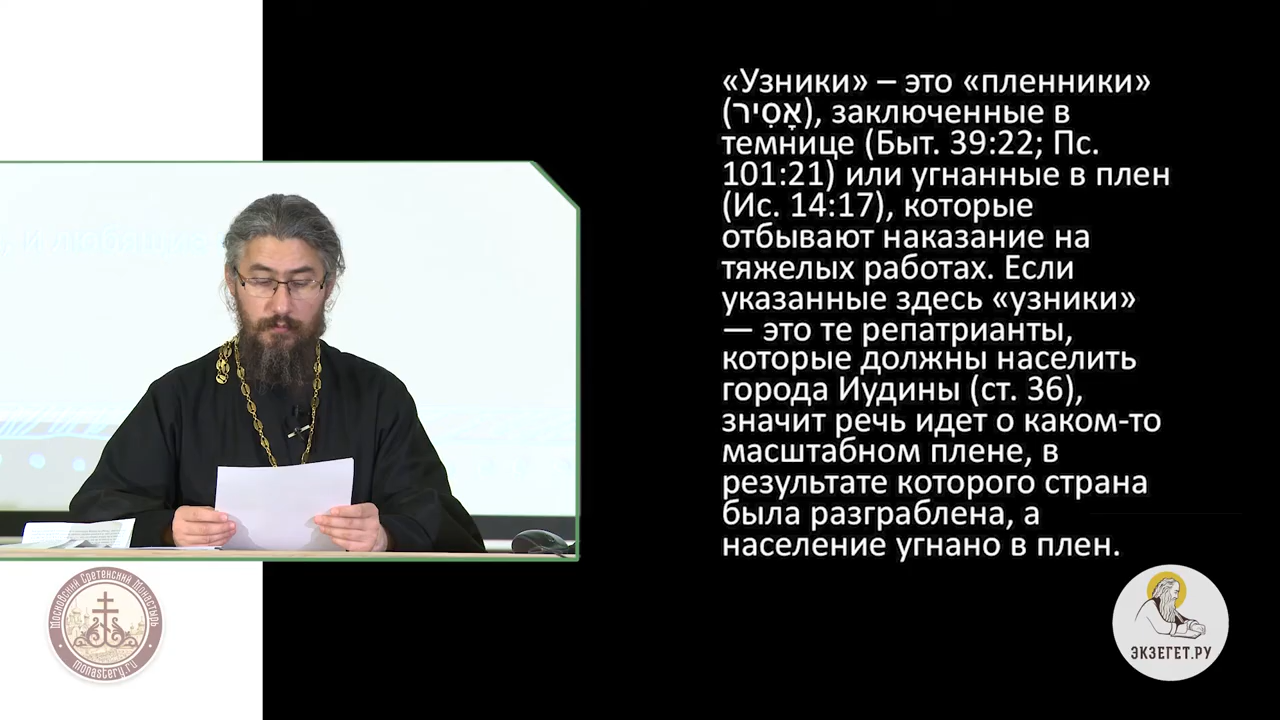 «Узники» – это «пленники»
(אָסִיר), заключенные в
темнице (Быт. 39:22; Пс.
101:21) или угнанные в плен
(Ис. 14:17), которые
отбывают наказание на
тяжелых работах. Если
указанные здесь «узники»
— это те репатрианты,
которые должны населить
города Иудины (ст. 36),
значит речь идет о каком-то
масштабном плене, в
результате которого страна
была разграблена, а
население угнано в плен.
Московский Сретенский Монастырь
monastery.ru
ЭКЗЕГЕТ.РУ